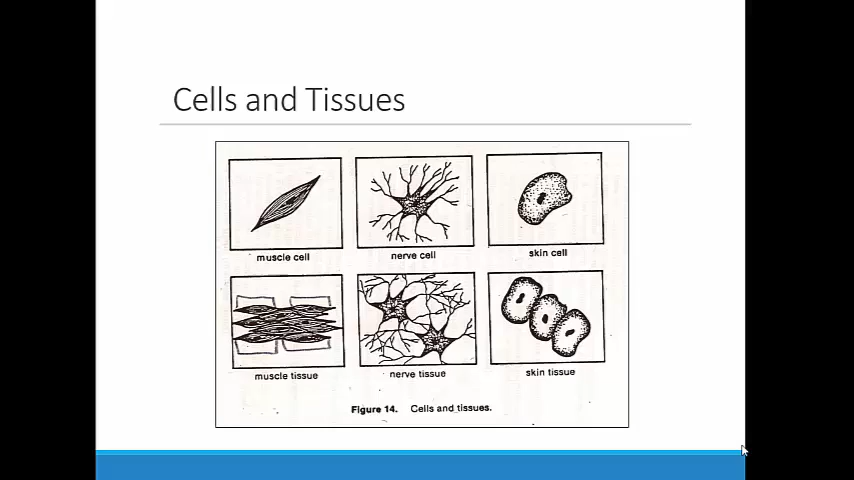 Cells and Tissues
muscle cell
nerve cell
skin cell
muscle tissue
nerve tissue
skin tissue
Figure 14. Cells and tissues.